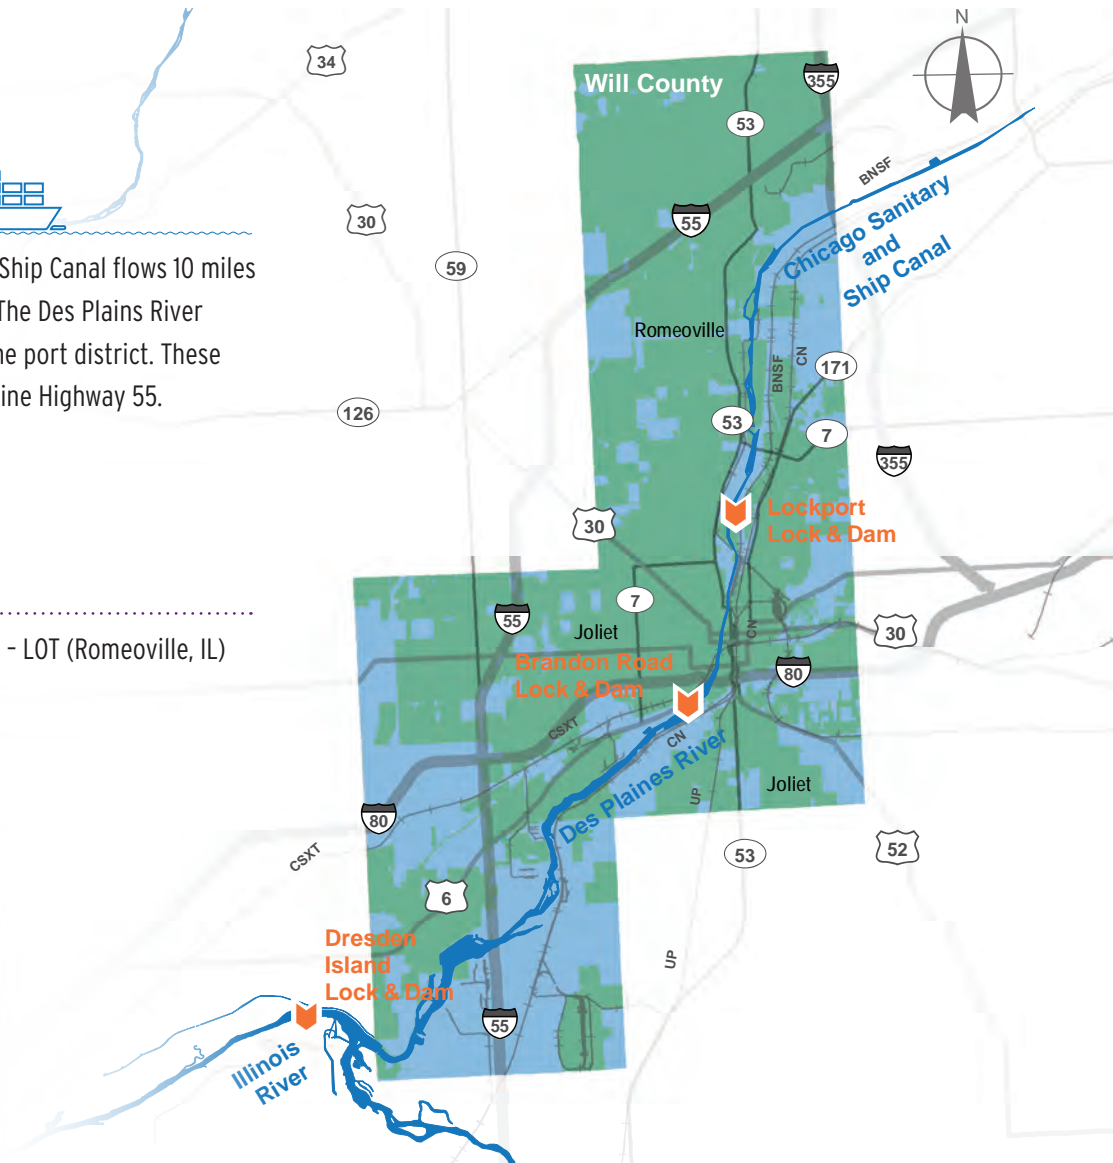 N
34
Will County
355
53
BNSF
30
55
Chicago Sanitary
and
Ship Canal
59
Ship Canal flows 10 miles
The Des Plains River
ne port district. These
ine Highway 55.
Romeoville
BNSF
CN
171
126
53
7
355
30
Lockport
Lock & Dam
7
55
Joliet
CN
30
- LOT (Romeoville, IL)
Brandon Road
Lock & Dam
80
CSXT
CN
Des Plaines River
UP
Joliet
80
CSXT
53
52
6
Dresden
Island
Lock & Dam
UP
55
Illinois
River